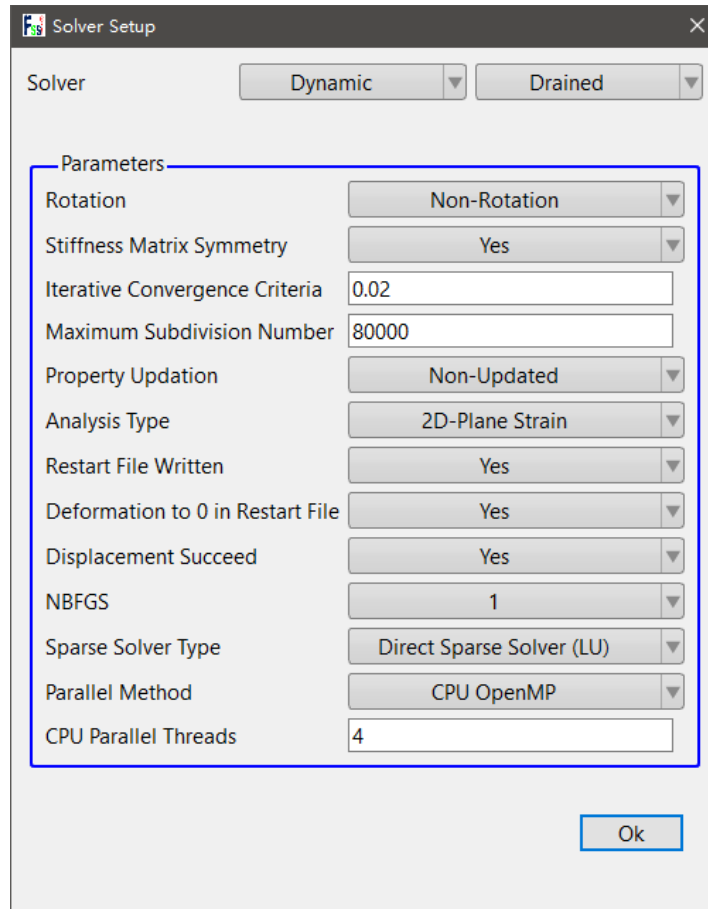 Fss Solver Setup
Solver Dynamic Drained
Parameters
Rotation Non-Rotation
Stiffness Matrix Symmetry Yes
Iterative Convergence Criteria 0.02
Maximum Subdivision Number 80000
Property Updation Non-Updated
Analysis Type 2D-Plane Strain
Restart File Written Yes
Deformation to 0 in Restart File Yes
Displacement Succeed Yes
NBFGS 1
Sparse Solver Type Direct Sparse Solver (LU)
Parallel Method CPU OpenMP
CPU Parallel Threads 4
Ok